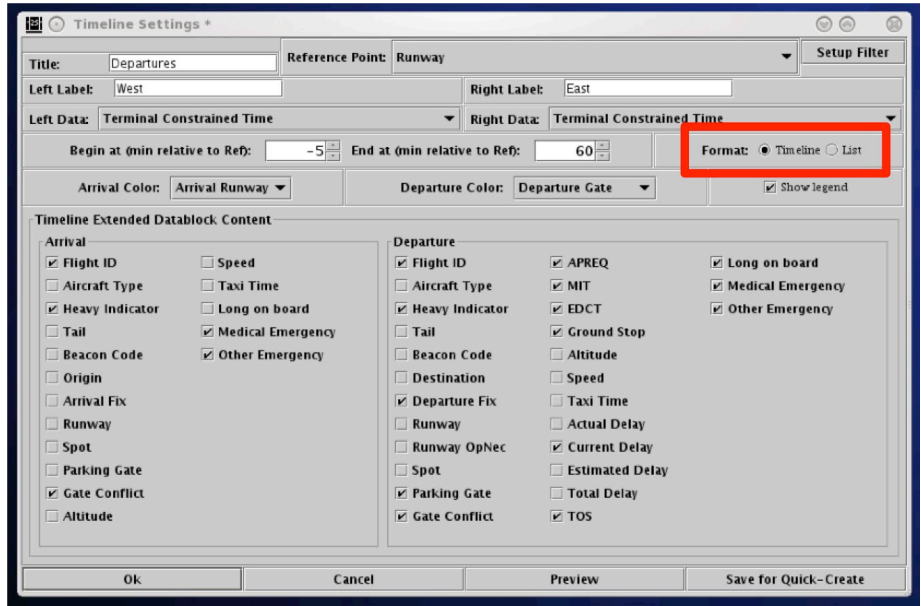 Timeline Settings *
Title: Departures Reference Point: Runway Setup Filter
Left Label: West Right Label: East
Left Data: Terminal Constrained Time Right Data: Terminal Constrained Time
Begin at (min relative to Ref): -5 End at (min relative to Ref): 60 Format: Timeline List
Arrival Color: Arrival Runway Departure Color: Departure Gate Show legend
Timeline Extended Datablock Content
Arrival
Flight ID Speed
Aircraft Type Taxi Time
Heavy Indicator Long on board
Tail Medical Emergency
Beacon Code Other Emergency
Origin
Arrival Fix
Runway
Spot
Parking Gate
Gate Conflict
Altitude
Departure
Flight ID APREQ Long on board
Aircraft Type MIT Medical Emergency
Heavy Indicator EDCT Other Emergency
Tail Ground Stop
Beacon Code Altitude
Destination Speed
Departure Fix Taxi Time
Runway Actual Delay
Runway OpNec Current Delay
Spot Estimated Delay
Parking Gate Total Delay
Gate Conflict TOS
Ok Cancel Preview Save for Quick-Create